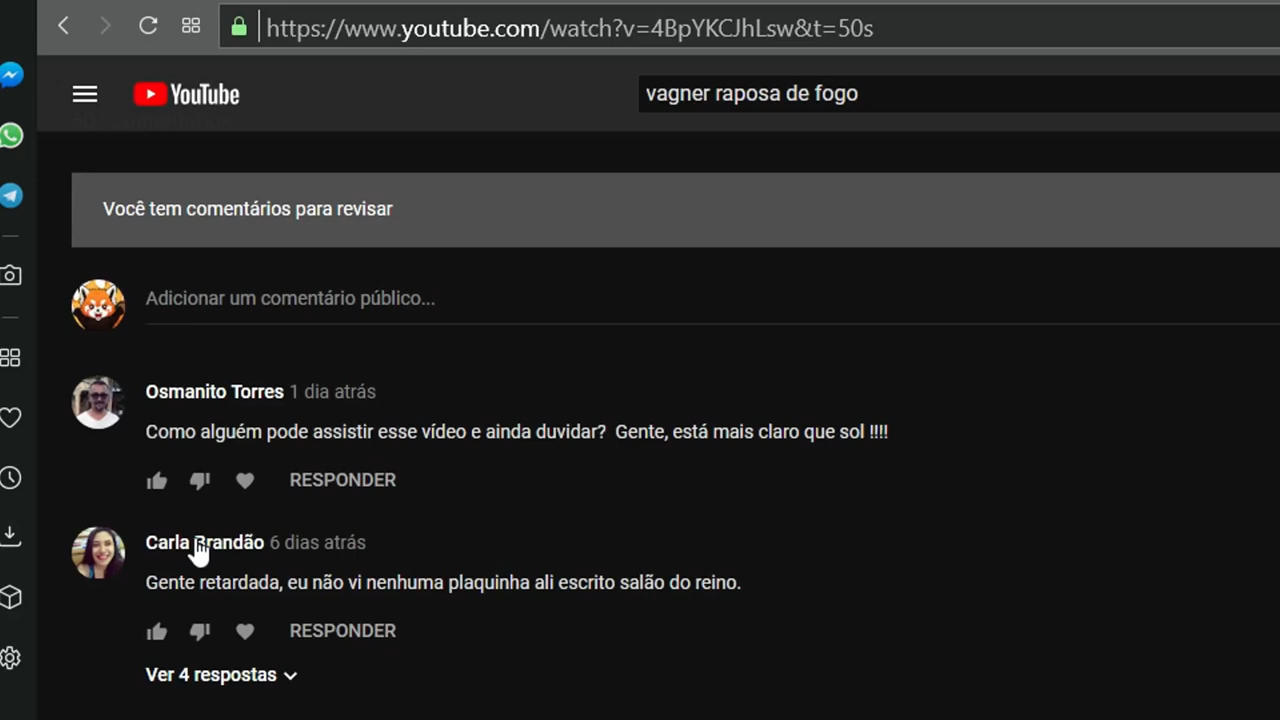 https://www.youtube.com/watch?v=4BpYKCJhLsw&t=50s
YouTube
vagner raposa de fogo
Você tem comentários para revisar
Adicionar um comentário público...
Osmanito Torres 1 dia atrás
Como alguém pode assistir esse vídeo e ainda duvidar? Gente, está mais claro que sol !!!!
RESPONDER
Carla Brandão 6 dias atrás
Gente retardada, eu não vi nenhuma plaquinha ali escrito salão do reino.
RESPONDER
Ver 4 respostas